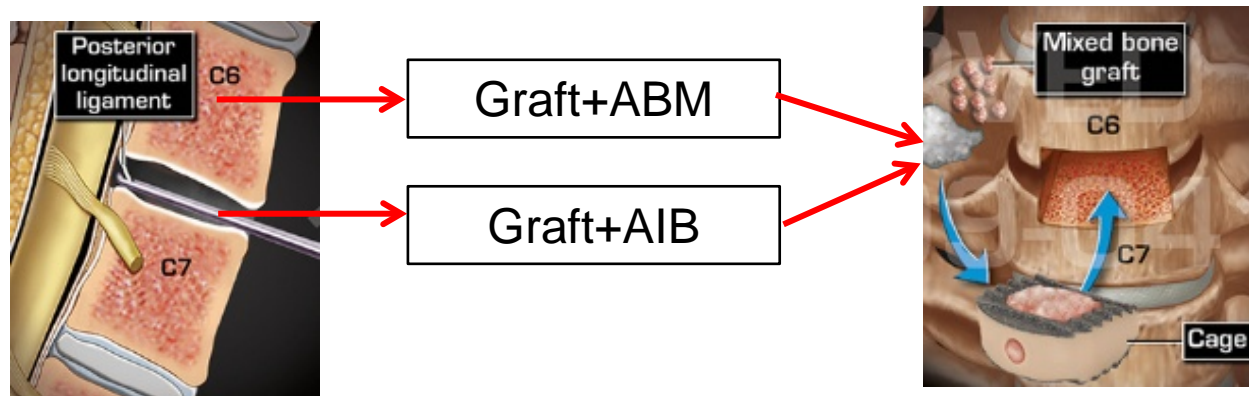 Posterior
longitudinal
ligament
C6
C7
Graft+ABM
Graft+AIB
Mixed bone
graft
C6
C7
Cage